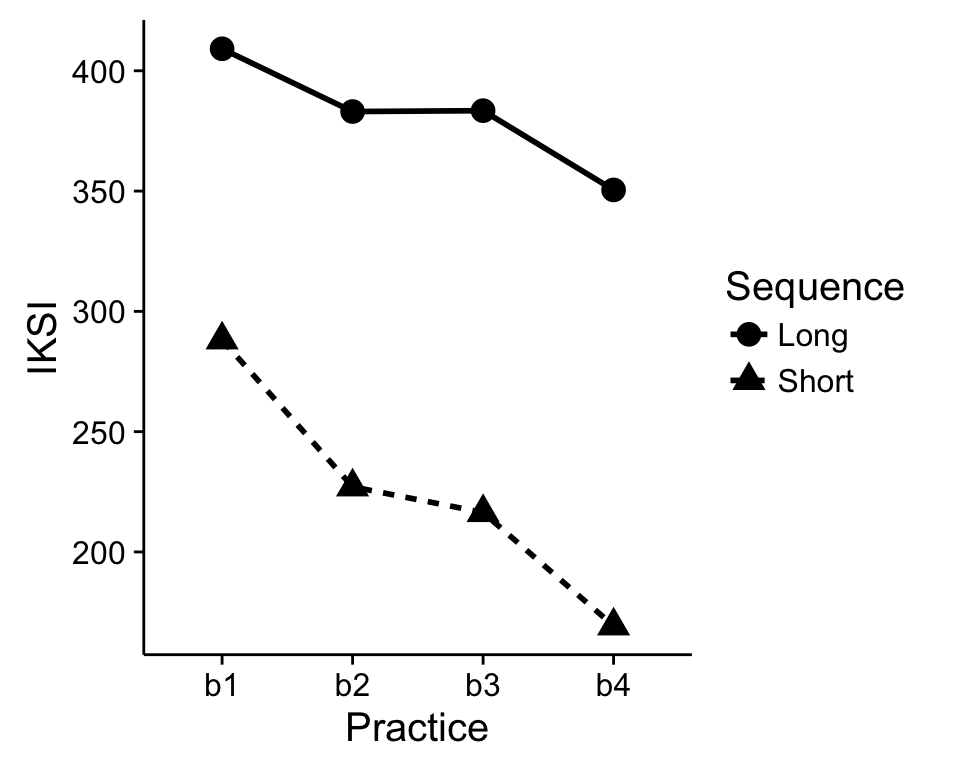 400
350
300
250
200
IKSI
b1 b2 b3 b4
Practice
Sequence
Long
Short